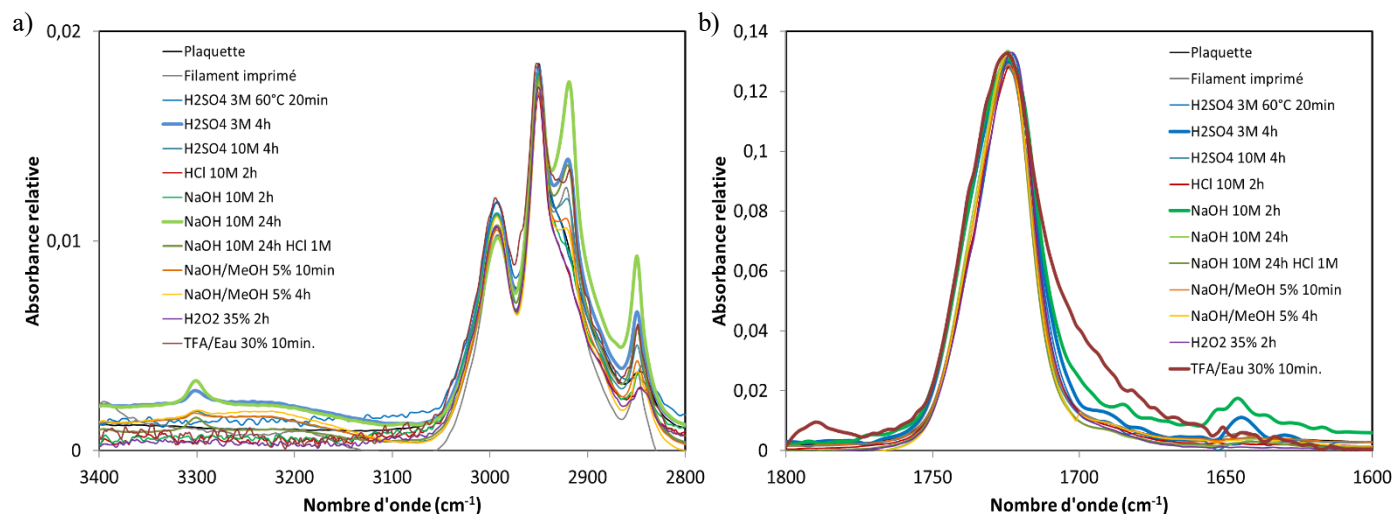 a)
0,02
0,01
0
Absorbance relative
Plaquette
Filament imprimé
H2SO4 3M 60°C 20min
H2SO4 3M 4h
H2SO4 10M 4h
HCl 10M 2h
NaOH 10M 2h
NaOH 10M 24h
NaOH 10M 24h HCl 1M
NaOH/MeOH 5% 10min
NaOH/MeOH 5% 4h
H2O2 35% 2h
TFA/Eau 30% 10min.
3400 3300 3200 3100 3000 2900 2800
Nombre d'onde (cm-1)
b)
0,14
0,12
0,1
0,08
0,06
0,04
0,02
0
Absorbance relative
Plaquette
Filament imprimé
H2SO4 3M 60°C 20min
H2SO4 3M 4h
H2SO4 10M 4h
HCl 10M 2h
NaOH 10M 2h
NaOH 10M 24h
NaOH 10M 24h HCl 1M
NaOH/MeOH 5% 10min
NaOH/MeOH 5% 4h
H2O2 35% 2h
TFA/Eau 30% 10min.
1800 1750 1700 1650 1600
Nombre d'onde (cm-1)